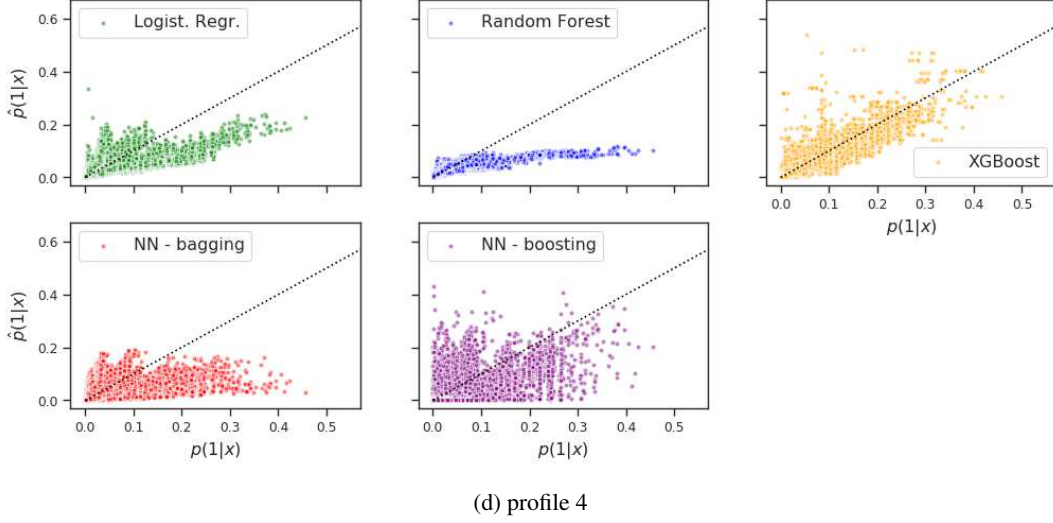 0.6
0.4
0.2
0.0
p̂(1|x)
Logist. Regr.
Random Forest
XGBoost
0.0 0.1 0.2 0.3 0.4 0.5
p(1|x)
0.6
0.4
0.2
0.0
p̂(1|x)
NN - bagging
0.0 0.1 0.2 0.3 0.4 0.5
p(1|x)
NN - boosting
0.0 0.1 0.2 0.3 0.4 0.5
p(1|x)
(d) profile 4